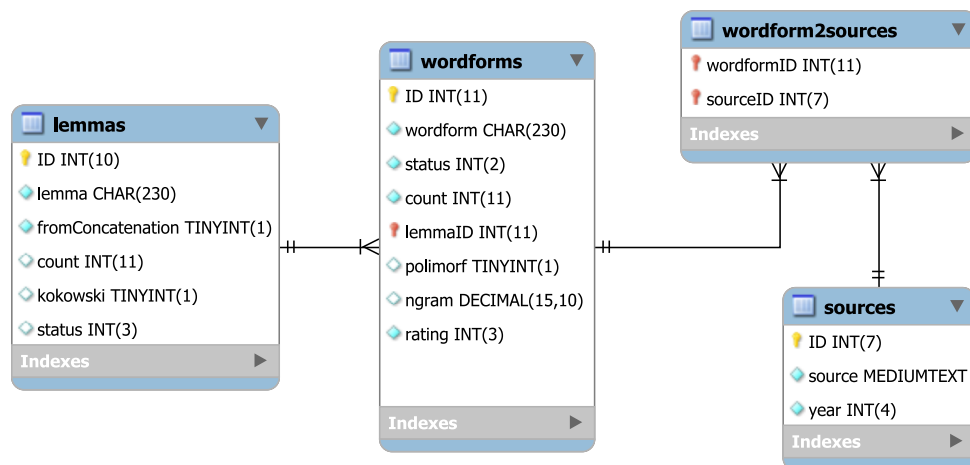 lemmas
ID INT(10)
lemma CHAR(230)
fromConcatenation TINYINT(1)
count INT(11)
kokowski TINYINT(1)
status INT(3)
Indexes
wordforms
ID INT(11)
wordform CHAR(230)
status INT(2)
count INT(11)
lemmaID INT(11)
polimorf TINYINT(1)
ngram DECIMAL(15,10)
rating INT(3)
Indexes
wordform2sources
wordformID INT(11)
sourceID INT(7)
Indexes
sources
ID INT(7)
source MEDIUMTEXT
year INT(4)
Indexes